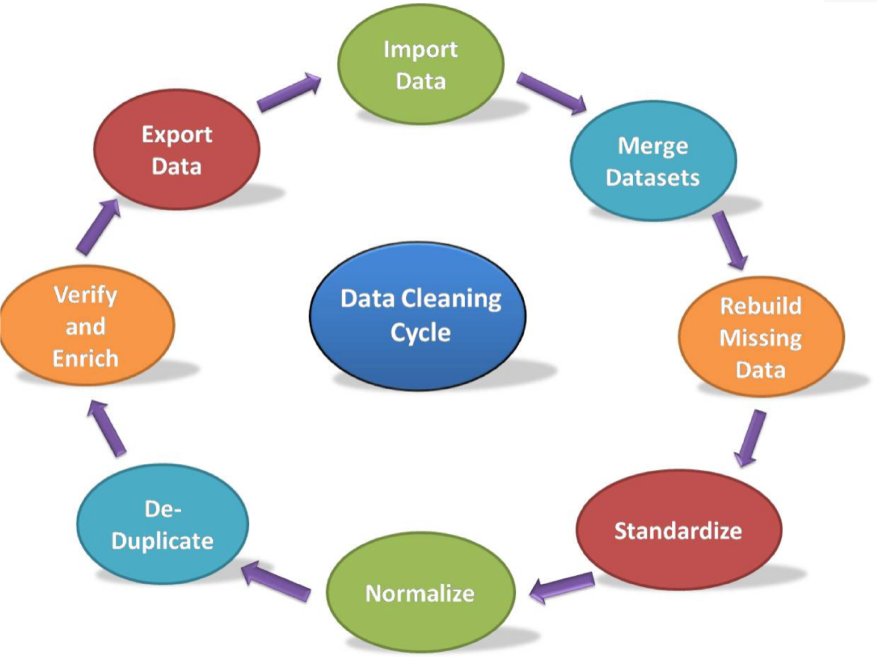 Import
Data
Merge
Datasets
Rebuild
Missing
Data
Standardize
Normalize
De-
Duplicate
Verify
and
Enrich
Export
Data
Data Cleaning
Cycle